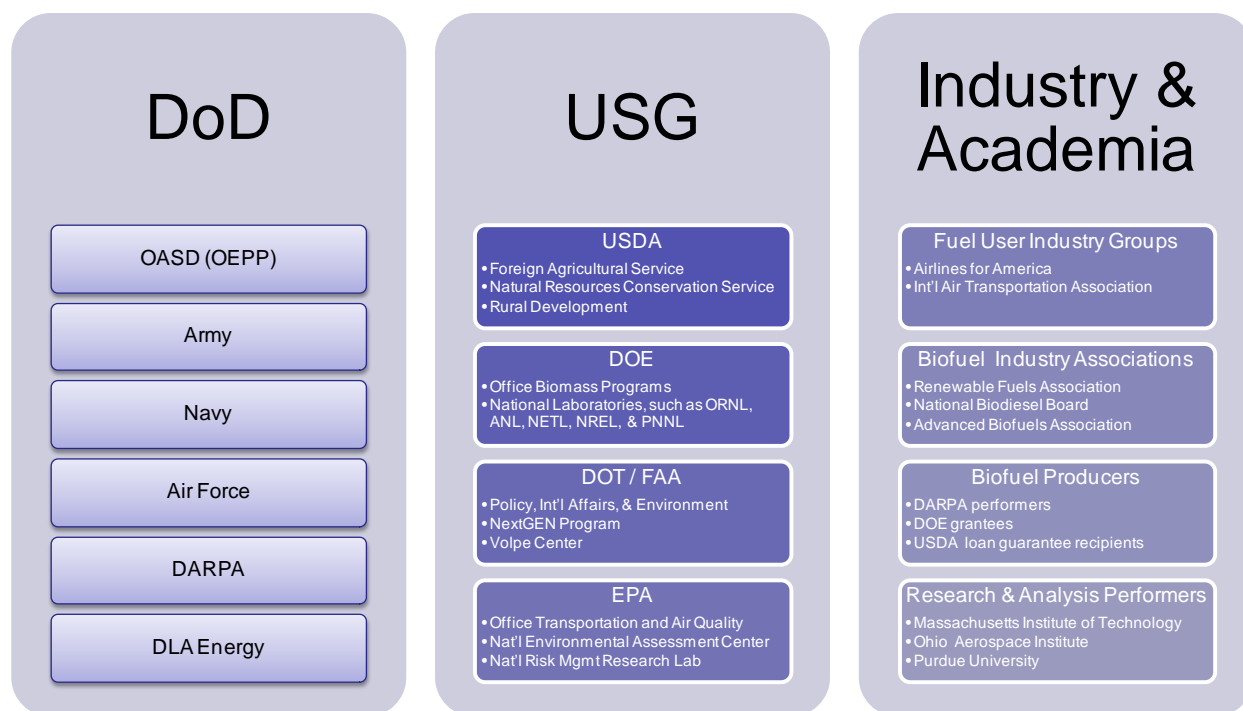 DoD
OASD (OEPP)
Army
Navy
Air Force
DARPA
DLA Energy
USG
USDA
• Foreign Agricultural Service
• Natural Resources Conservation Service
• Rural Development
DOE
• Office Biomass Programs
• National Laboratories, such as ORNL,
ANL, NETL, NREL, & PNNL
DOT / FAA
• Policy, Int'l Affairs, & Environment
• NextGEN Program
• Volpe Center
EPA
• Office Transportation and Air Quality
• Nat'l Environmental Assessment Center
• Nat'l Risk Mgmt Research Lab
Industry &
Academia
Fuel User Industry Groups
• Airlines for America
• Int'l Air Transportation Association
Biofuel Industry Associations
• Renewable Fuels Association
• National Biodiesel Board
• Advanced Biofuels Association
Biofuel Producers
• DARPA performers
• DOE grantees
• USDA loan guarantee recipients
Research & Analysis Performers
• Massachusetts Institute of Technology
• Ohio Aerospace Institute
• Purdue University